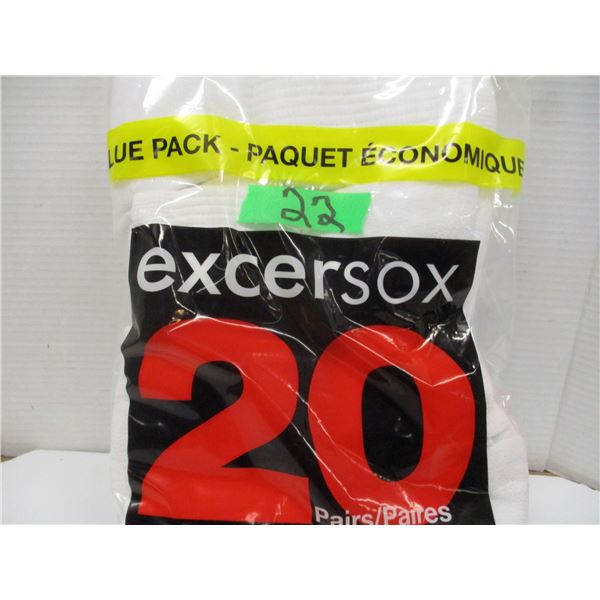 LUE PACK - PAQUET ÉCONOMIQUE
22
excersox
20
Pairs/Paires